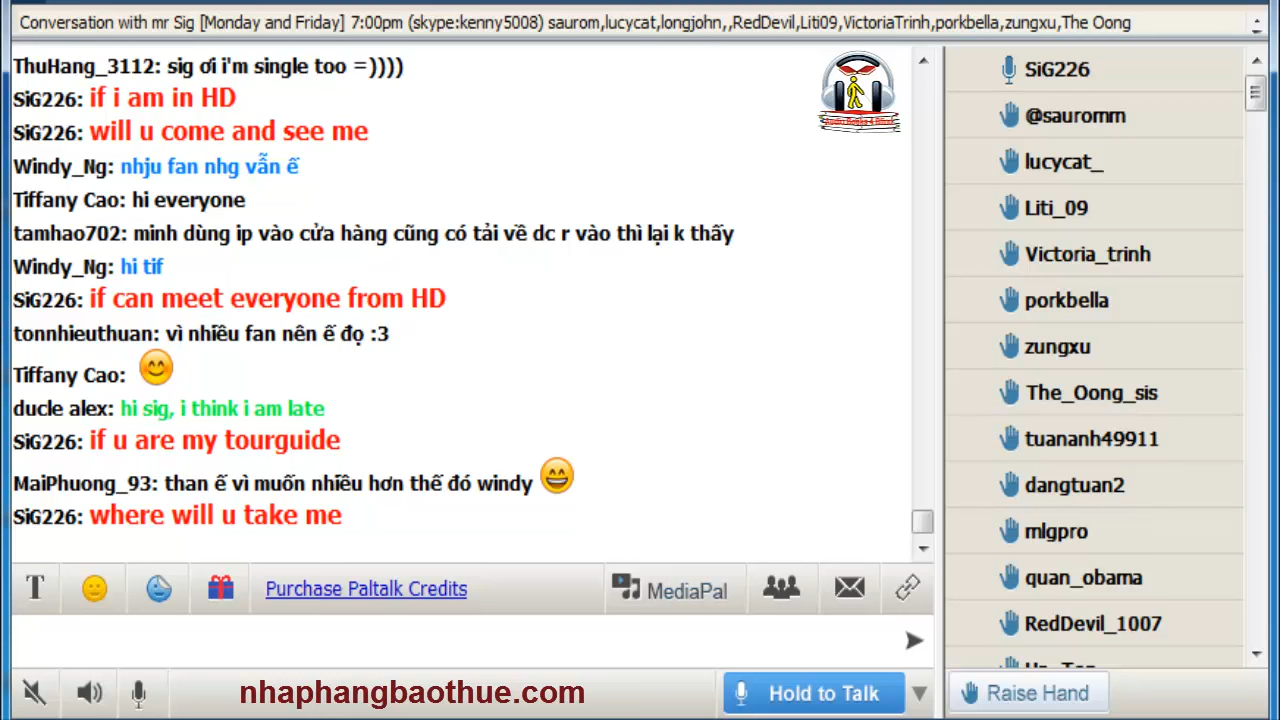 Conversation with mr Sig [Monday and Friday] 7:00pm (skype:kenny5008) saurom,lucycat,longjohn,,RedDevil,Liti09,VictoriaTrinh,porkbella,zungxu,The Oong
ThuHang_3112: sig ơi i'm single too =))))
SiG226: if i am in HD
SiG226: will u come and see me
Windy_Ng: nhju fan nhg vẫn ế
Tiffany Cao: hi everyone
tamhao702: minh dùng ip vào cửa hàng cũng có tải về dc r vào thì lại k thấy
Windy_Ng: hi tif
SiG226: if can meet everyone from HD
tonnhieuthuan: vì nhiều fan nên ế đọ :3
Tiffany Cao:
ducle alex: hi sig, i think i am late
SiG226: if u are my tourguide
MaiPhuong_93: than ế vì muốn nhiều hơn thế đó windy
SiG226: where will u take me
SiG226
@sauromm
lucycat_
Liti_09
Victoria_trinh
porkbella
zungxu
The_Oong_sis
tuananh49911
dangtuan2
mlgpro
quan_obama
RedDevil_1007
T
Purchase Paltalk Credits
MediaPal
nhaphangbaothue.com
Hold to Talk
Raise Hand